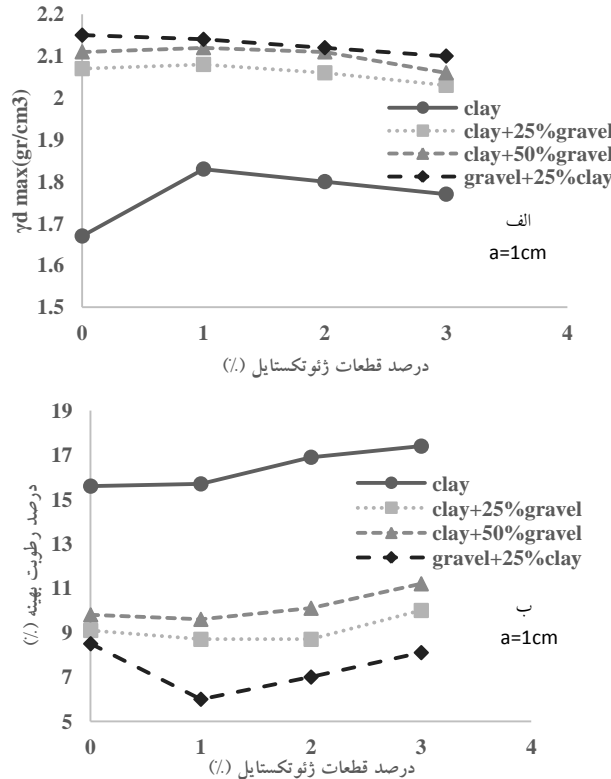 2.2
2.1
2
1.9
1.8
1.7
1.6
1.5
γd max(gr/cm3)
clay
clay+25%gravel
clay+50%gravel
gravel+25%clay
الف
a=1cm
0 1 2 3 4
درصد قطعات ژئوتکستایل (٪)
19
17
15
13
11
9
7
5
درصد رطوبت بهینه (٪)
clay
clay+25%gravel
clay+50%gravel
gravel+25%clay
ب
a=1cm
0 1 2 3 4
درصد قطعات ژئوتکستایل (٪)